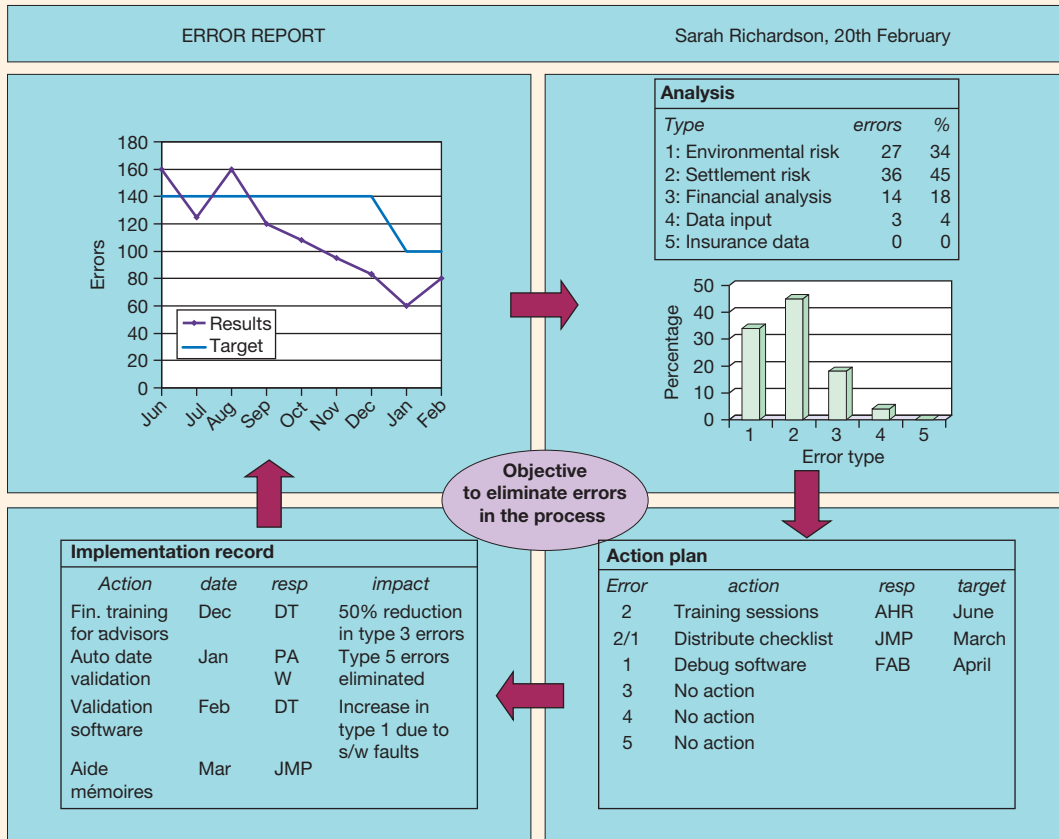 ERROR REPORT
Sarah Richardson, 20th February
180
160
140
120
100
80
60
40
20
0
Errors
Results
Target
Jun
Jul
Aug
Sep
Oct
Nov
Dec
Jan
Feb
Analysis
Type errors %
1: Environmental risk 27 34
2: Settlement risk 36 45
3: Financial analysis 14 18
4: Data input 3 4
5: Insurance data 0 0
50
40
30
20
10
0
Percentage
1 2 3 4 5
Error type
Objective
to eliminate errors
in the process
Implementation record
Action date resp impact
Fin. training Dec DT 50% reduction
for advisors in type 3 errors
Auto date Jan PA Type 5 errors
validation W eliminated
Validation Feb DT Increase in
software type 1 due to
s/w faults
Aide Mar JMP
mémoires
Action plan
Error action resp target
2 Training sessions AHR June
2/1 Distribute checklist JMP March
1 Debug software FAB April
3 No action
4 No action
5 No action